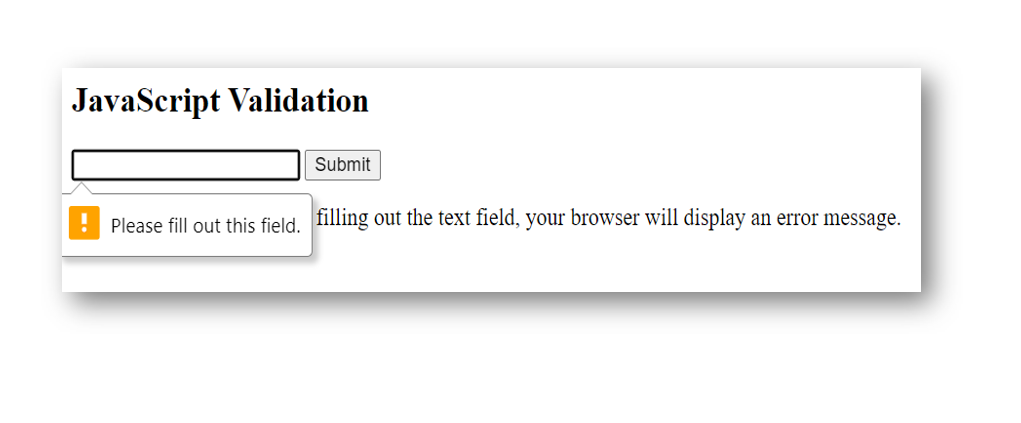 JavaScript Validation
Submit
Please fill out this field.
filling out the text field, your browser will display an error message.